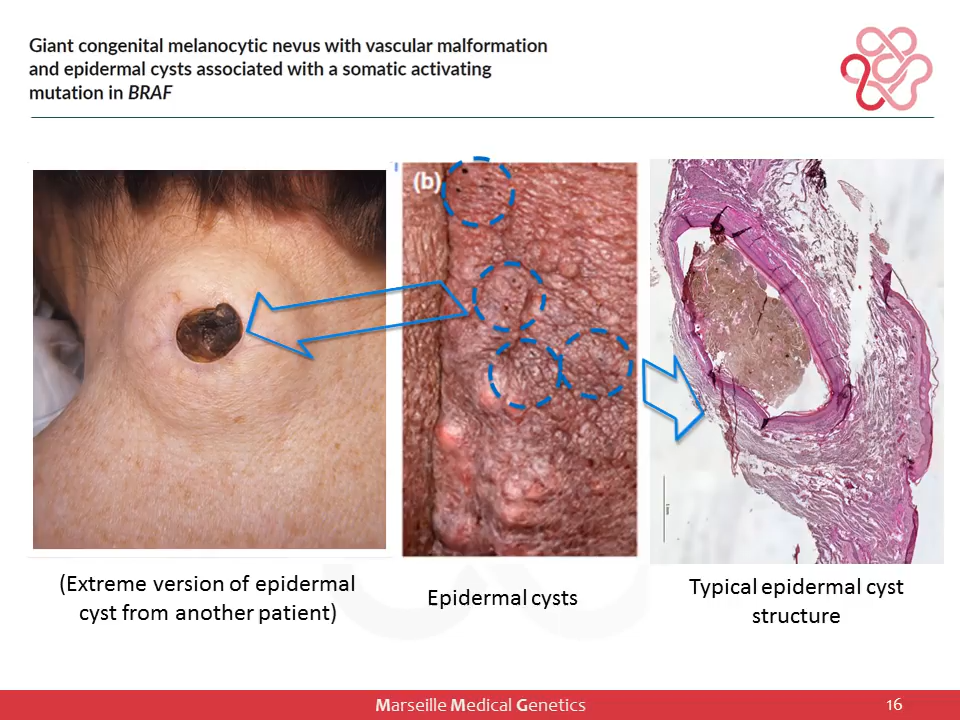 Giant congenital melanocytic nevus with vascular malformation
and epidermal cysts associated with a somatic activating
mutation in BRAF
(b)
(Extreme version of epidermal
cyst from another patient)
Epidermal cysts
Typical epidermal cyst
structure
Marseille Medical Genetics
16